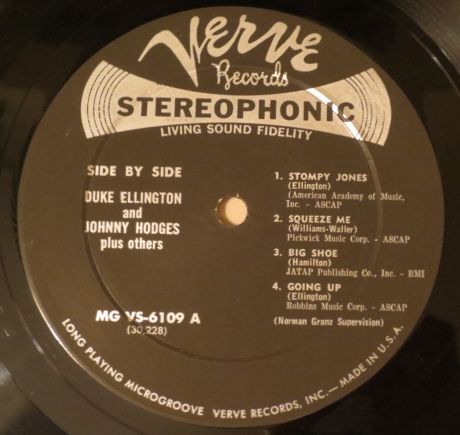 Verve
Records
STEREOPHONIC
LIVING SOUND FIDELITY
SIDE BY SIDE
DUKE ELLINGTON
and
JOHNNY HODGES
plus others
MG VS-6109 A
(30,228)
1. STOMPY JONES
(Ellington)
(American Academy of Music,
Inc. - ASCAP
2. SQUEEZE ME
(Williams-Waller)
Pickwick Music Corp. - ASCAP
3. BIG SHOE
(Hamilton)
JATAP Publishing Co., Inc. - BMI
4. GOING UP
(Ellington)
Robbins Music Corp. - ASCAP
(Norman Granz Supervision)
LONG PLAYING MICROGROOVE VERVE RECORDS, INC.—MADE IN U.S.A.